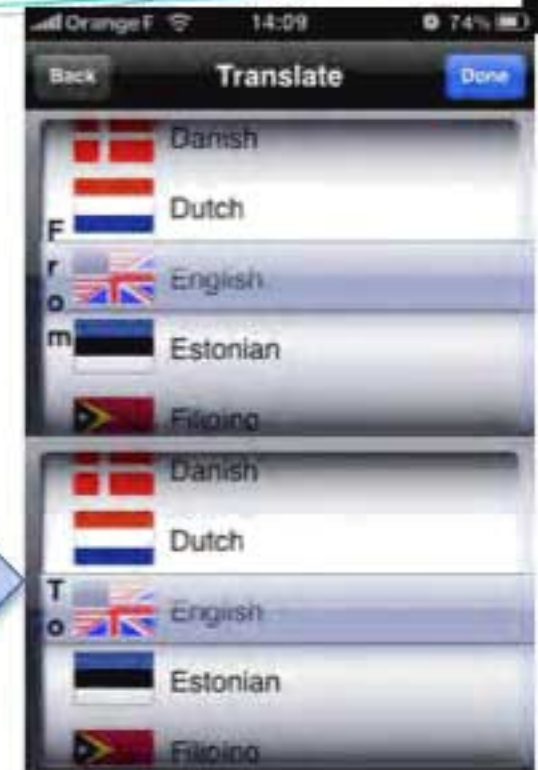 Orange F 14:09 74%
Back Translate Done
From
Danish
Dutch
English
Estonian
Filipino
To
Danish
Dutch
English
Estonian
Filipino